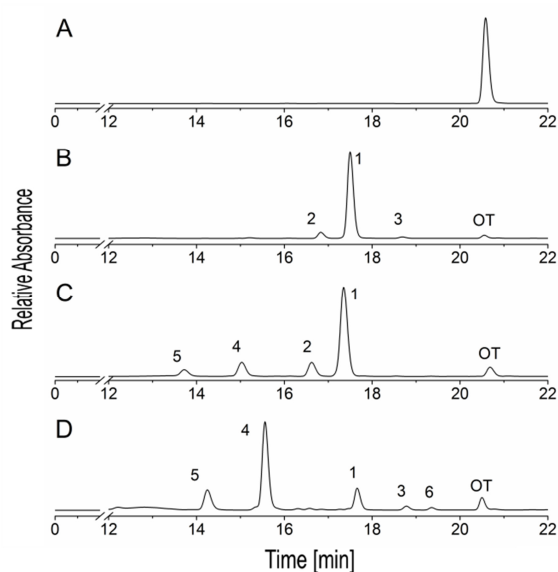 A
0 12 14 16 18 20 22
B
1
2 3 OT
0 12 14 16 18 20 22
C
1
5 4 2 OT
0 12 14 16 18 20 22
D
4
5 1 3 6 OT
0 12 14 16 18 20 22
Relative Absorbance
Time [min]